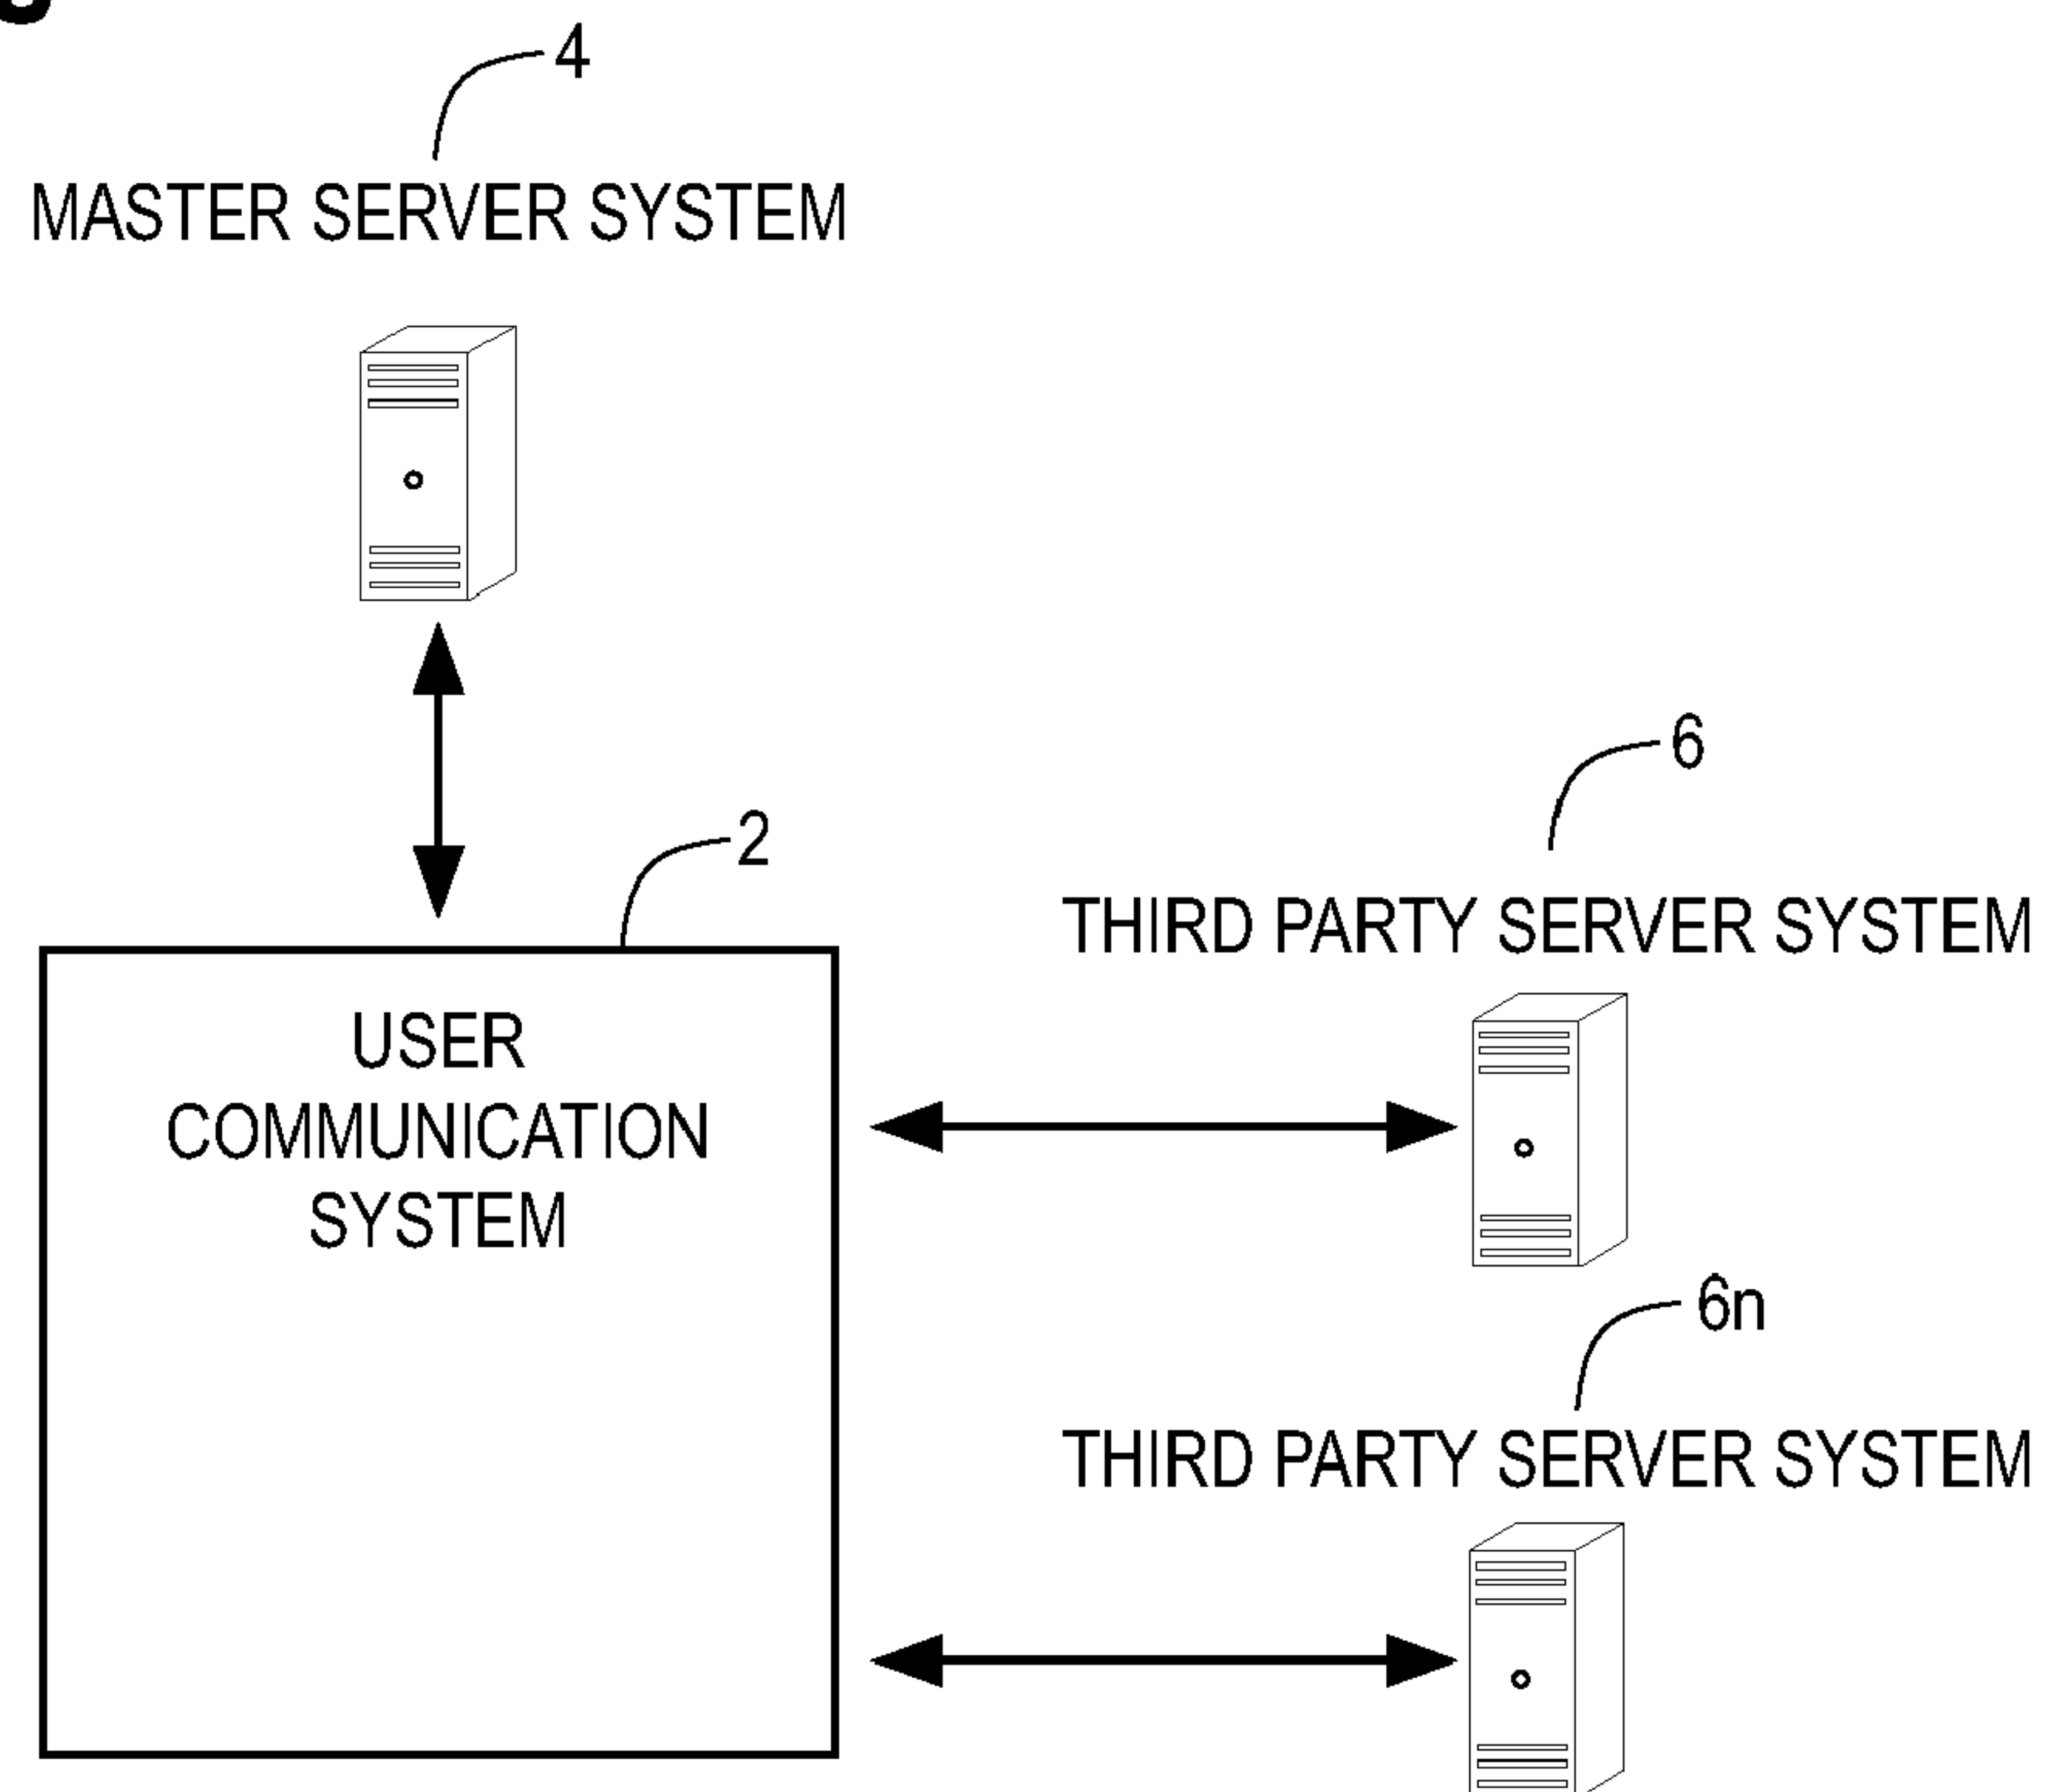 4
MASTER SERVER SYSTEM
2
6
THIRD PARTY SERVER SYSTEM
USER
COMMUNICATION
SYSTEM
6n
THIRD PARTY SERVER SYSTEM